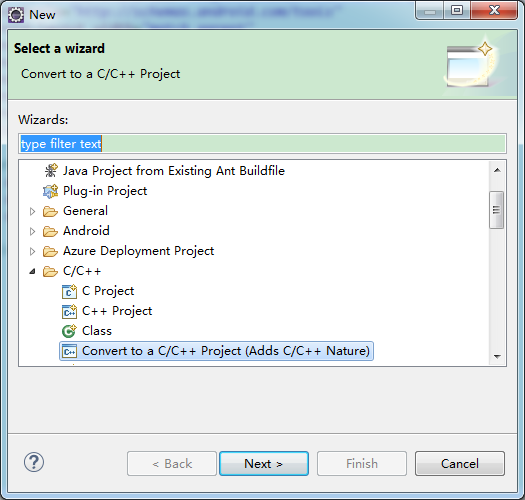 New
Select a wizard
Convert to a C/C++ Project
Wizards:
type filter text
Java Project from Existing Ant Buildfile
Plug-in Project
General
Android
Azure Deployment Project
C/C++
C Project
C++ Project
Class
Convert to a C/C++ Project (Adds C/C++ Nature)
< Back
Next >
Finish
Cancel